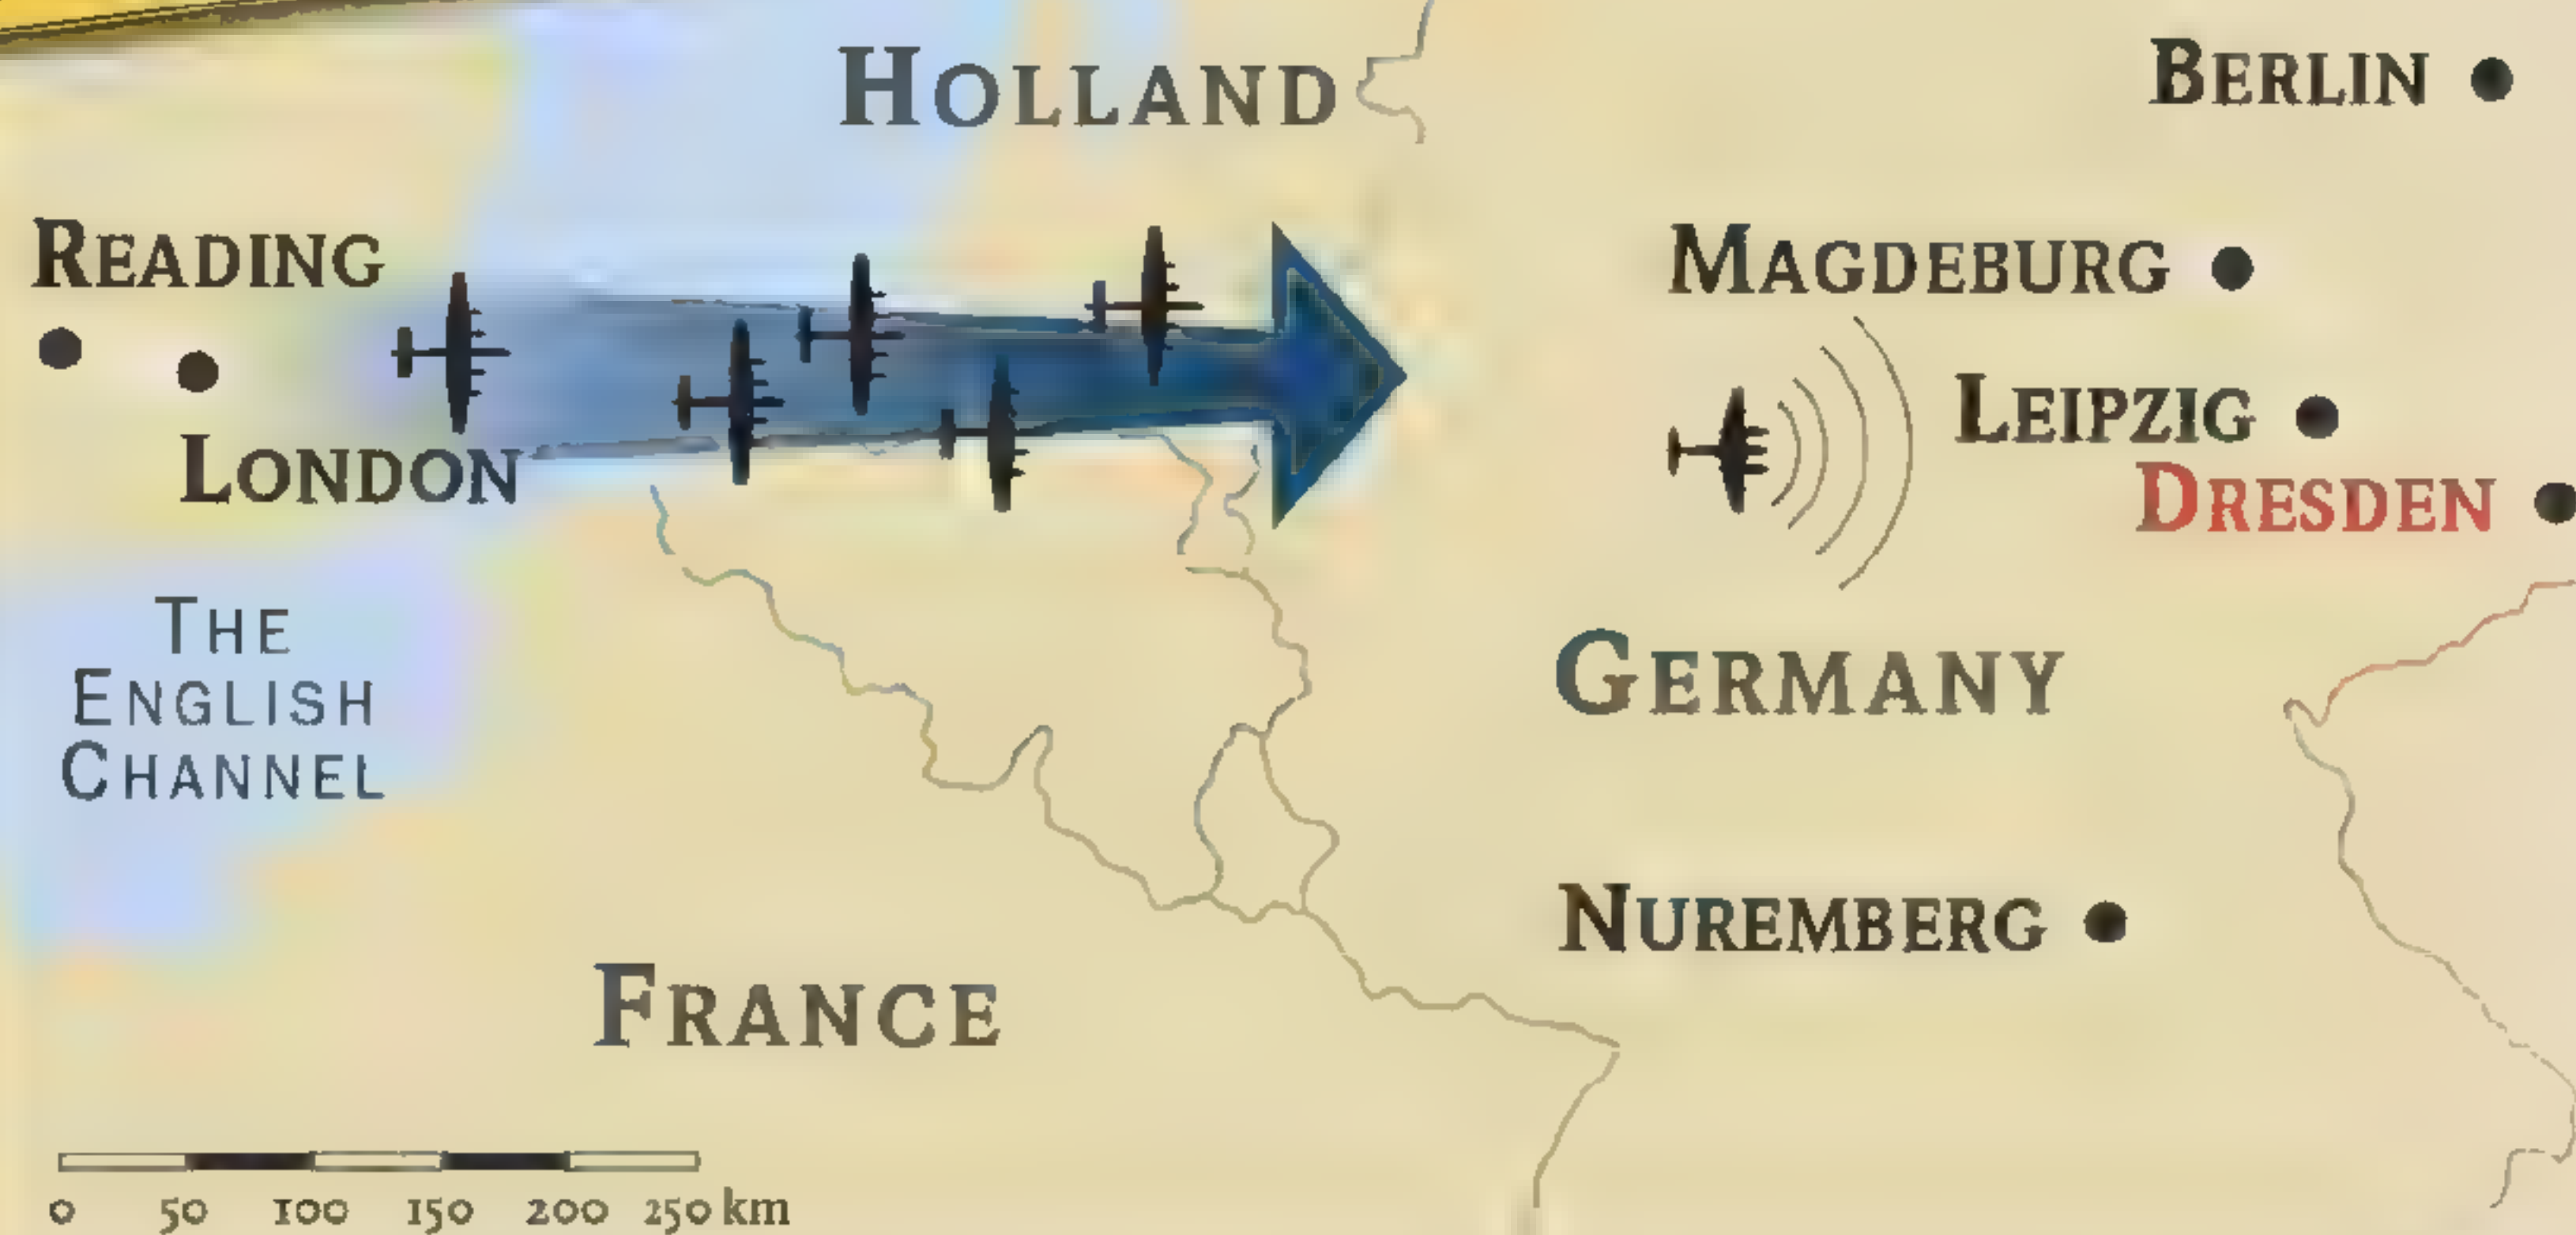 HOLLAND
BERLIN
READING
MAGDEBURG
LEIPZIG
LONDON
DRESDEN
THE
ENGLISH
CHANNEL
GERMANY
NUREMBERG
FRANCE
0 50 100 150 200 250 km